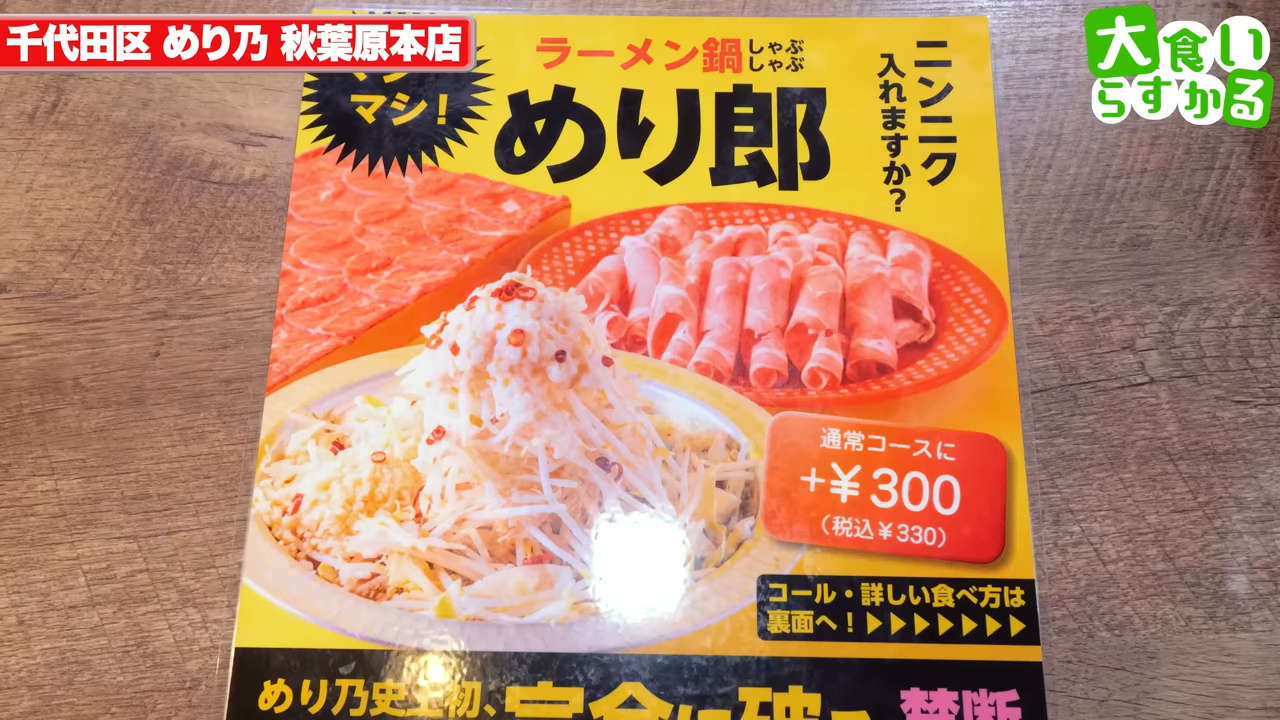 千代田区 めり乃 秋葉原本店
大食い
らすかる
マシ！
ラーメン鍋 しゃぶしゃぶ
めり郎
ニンニク
入れますか？
通常コースに
+￥300
（税込￥330）
コール・詳しい食べ方は
裏面へ！▶▶▶▶▶▶▶
めり乃史上初、
禁断